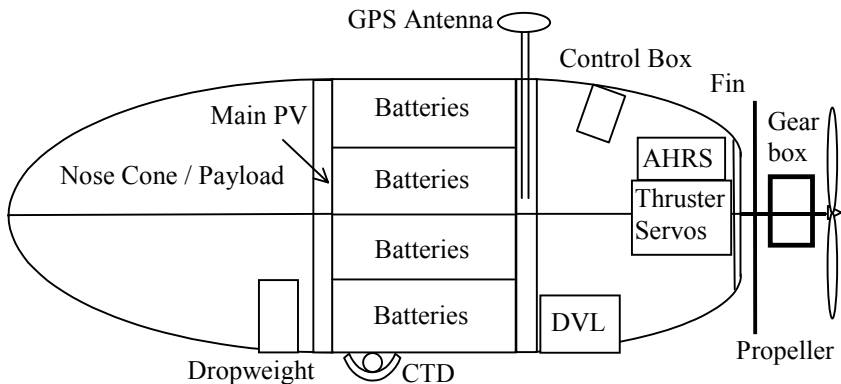 GPS Antenna
Control Box
Fin
Main PV
Batteries
Gear
box
AHRS
Nose Cone / Payload
Batteries
Thruster
Servos
Batteries
Batteries
DVL
Dropweight
CTD
Propeller